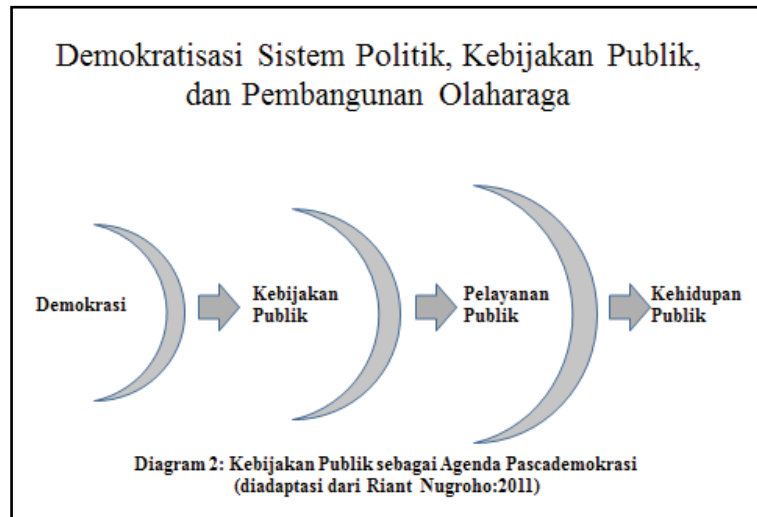 Demokratisasi Sistem Politik, Kebijakan Publik,
dan Pembangunan Olaharaga
Demokrasi
Kebijakan
Publik
Pelayanan
Publik
Kehidupan
Publik
Diagram 2: Kebijakan Publik sebagai Agenda Pascademokrasi
(diadaptasi dari Riant Nugroho:2011)